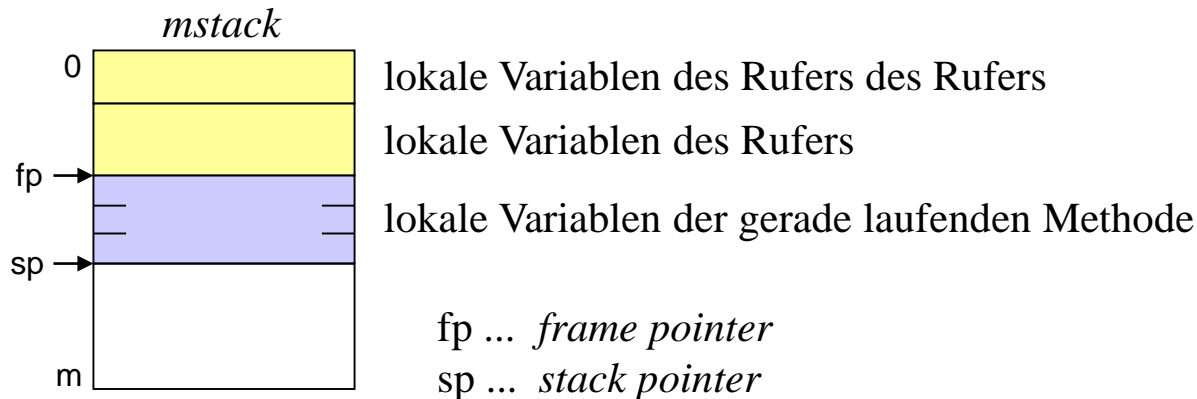 mstack
0
lokale Variablen des Rufers des Rufers
lokale Variablen des Rufers
fp
lokale Variablen der gerade laufenden Methode
sp
fp ... frame pointer
m
sp ... stack pointer